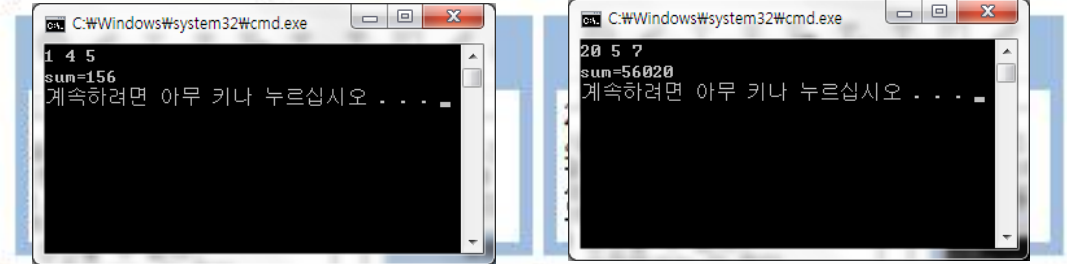 C:₩Windows₩system32₩cmd.exe
1 4 5
sum=156
계속하려면 아무 키나 누르십시오 . . .
C:₩Windows₩system32₩cmd.exe
20 5 7
sum=56020
계속하려면 아무 키나 누르십시오 . . .